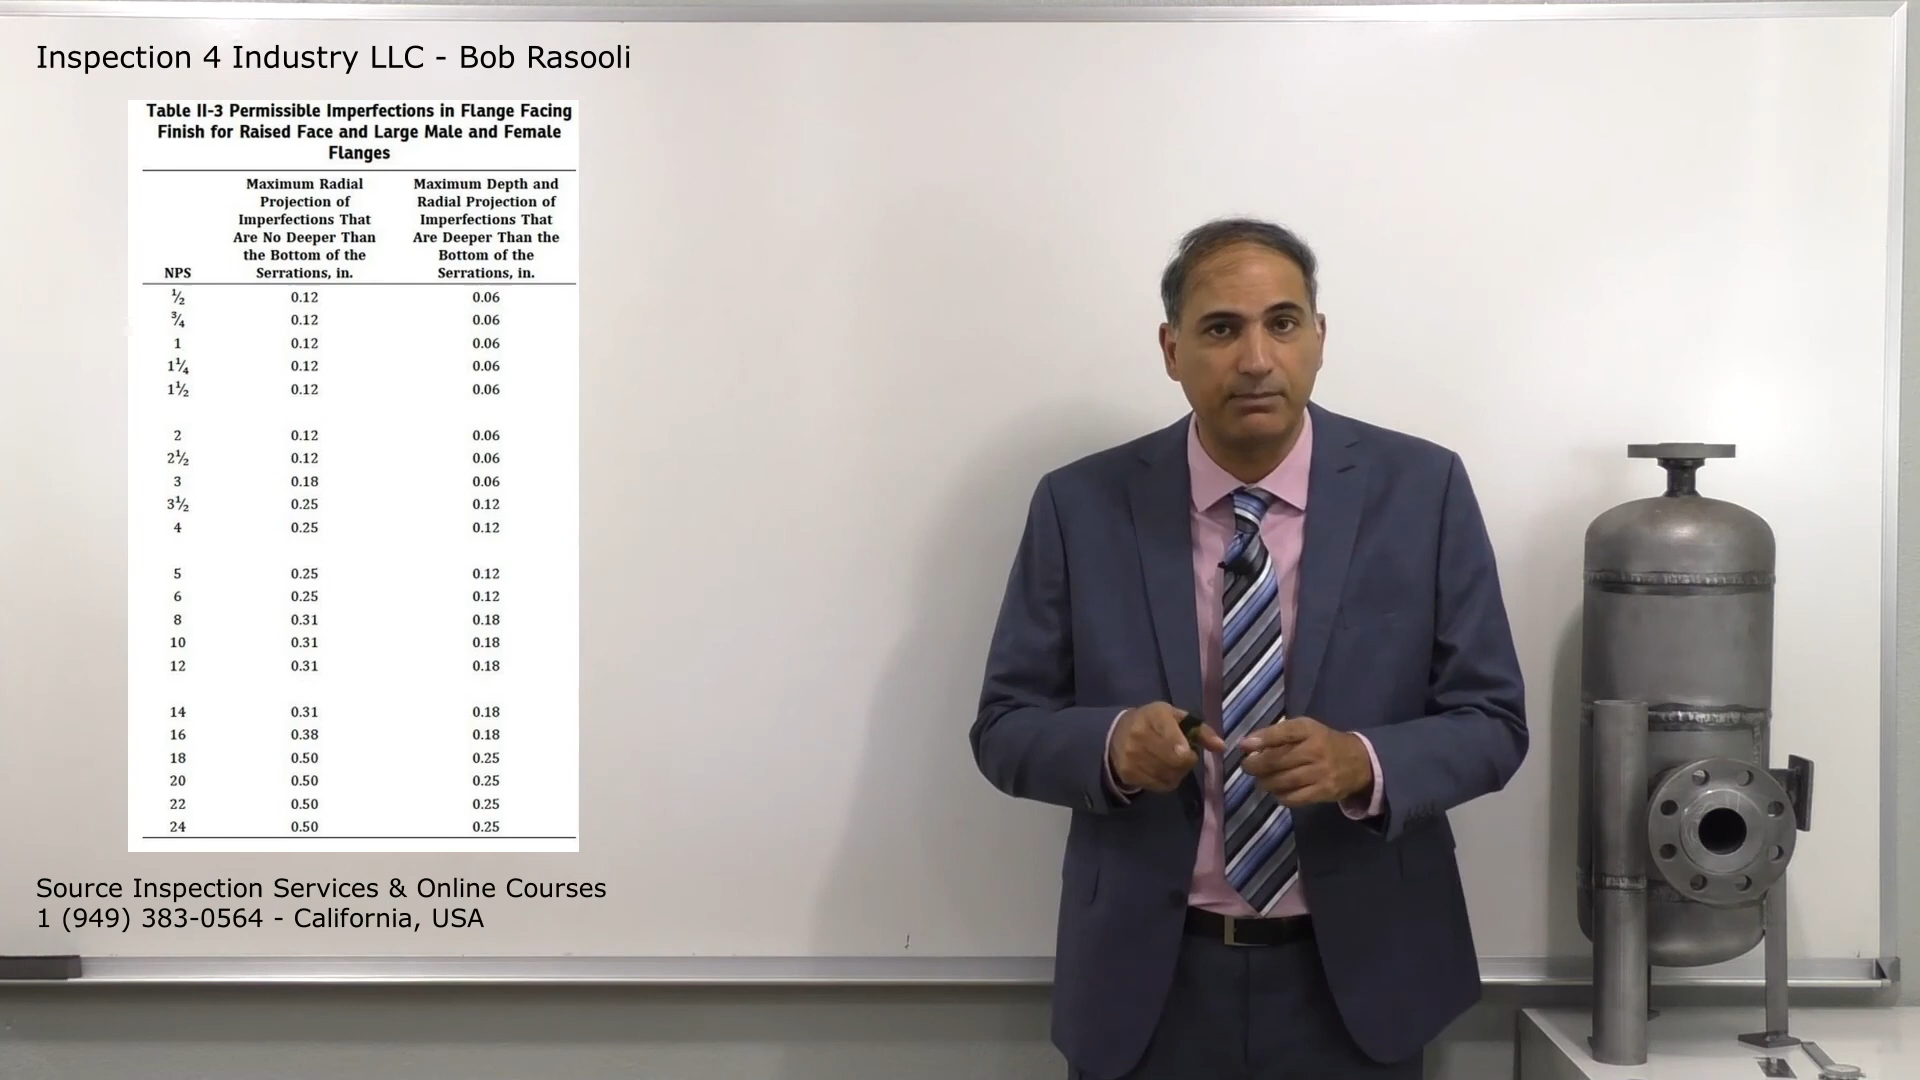 Inspection 4 Industry LLC - Bob Rasooli
Table II-3 Permissible Imperfections in Flange Facing
Finish for Raised Face and Large Male and Female
Flanges
NPS Maximum Radial Projection of Imperfections That Are No Deeper Than the Bottom of the Serrations, in. Maximum Depth and Radial Projection of Imperfections That Are Deeper Than the Bottom of the Serrations, in.
½ 0.12 0.06
¾ 0.12 0.06
1 0.12 0.06
1¼ 0.12 0.06
1½ 0.12 0.06
2 0.12 0.06
2½ 0.12 0.06
3 0.18 0.06
3½ 0.25 0.12
4 0.25 0.12
5 0.25 0.12
6 0.25 0.12
8 0.31 0.18
10 0.31 0.18
12 0.31 0.18
14 0.31 0.18
16 0.38 0.18
18 0.50 0.25
20 0.50 0.25
22 0.50 0.25
24 0.50 0.25
Source Inspection Services & Online Courses
1 (949) 383-0564 - California, USA